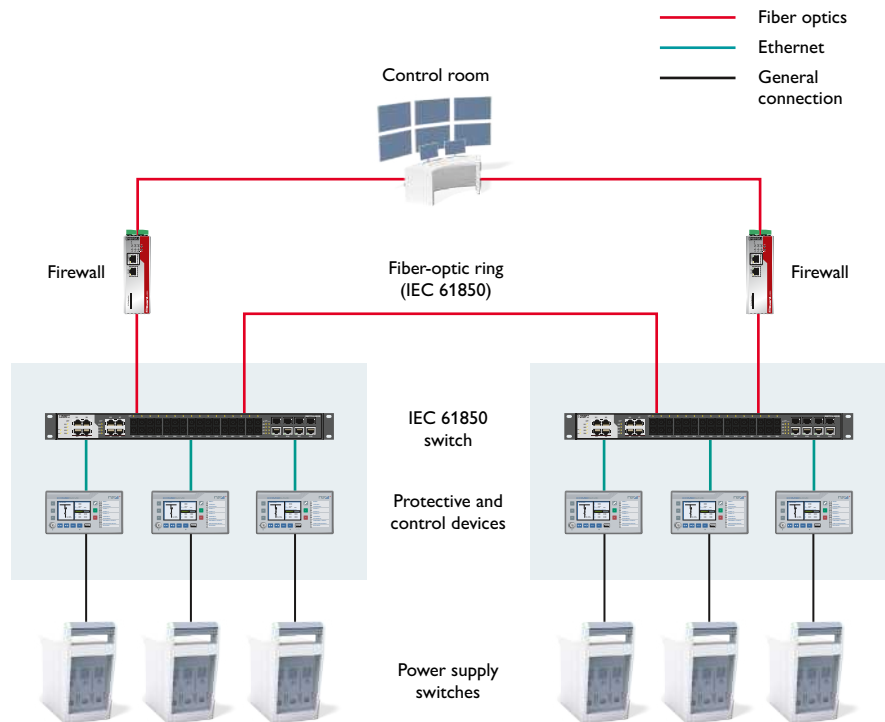 Fiber optics
Ethernet
General
connection
Control room
Firewall
Fiber-optic ring
(IEC 61850)
Firewall
IEC 61850
switch
Protective and
control devices
Power supply
switches